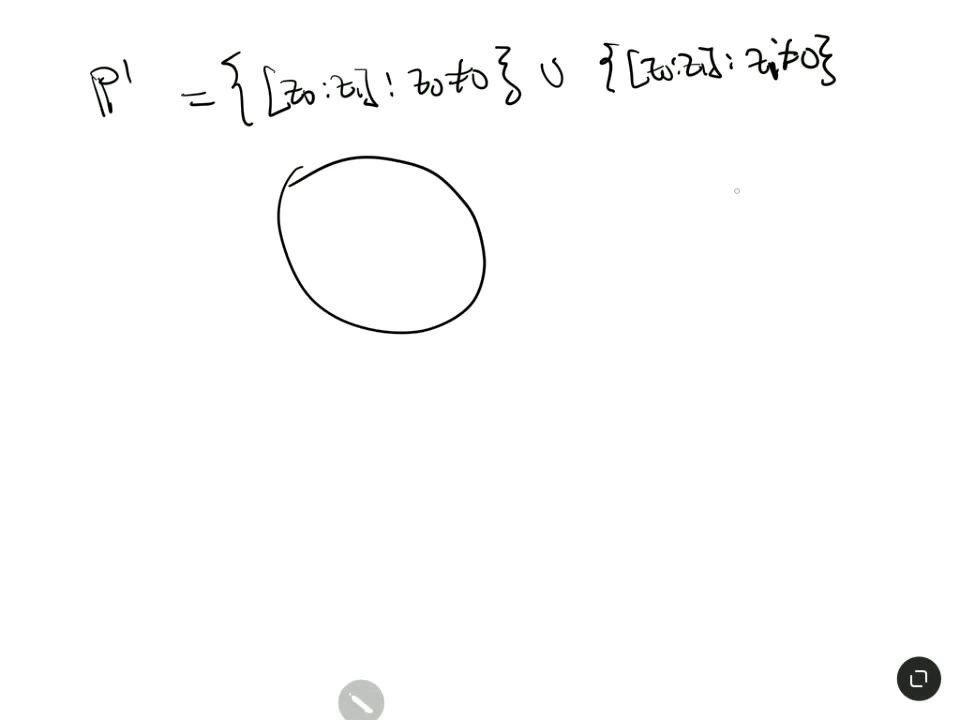 ℙ¹ = {[z₀:z₁]: z₀≠0} ∪ {[z₀:z₁]: z₁≠0}